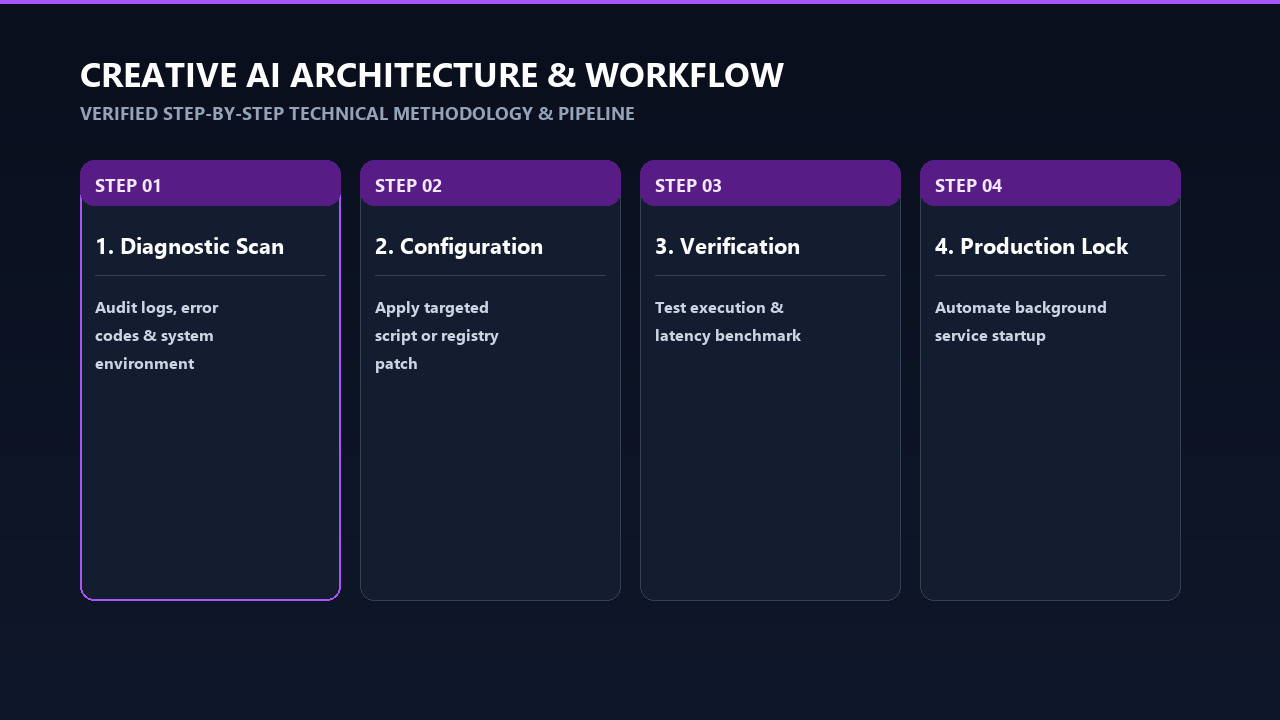 CREATIVE AI ARCHITECTURE & WORKFLOW
VERIFIED STEP-BY-STEP TECHNICAL METHODOLOGY & PIPELINE
STEP 01
1. Diagnostic Scan
Audit logs, error
codes & system
environment
STEP 02
2. Configuration
Apply targeted
script or registry
patch
STEP 03
3. Verification
Test execution &
latency benchmark
STEP 04
4. Production Lock
Automate background
service startup